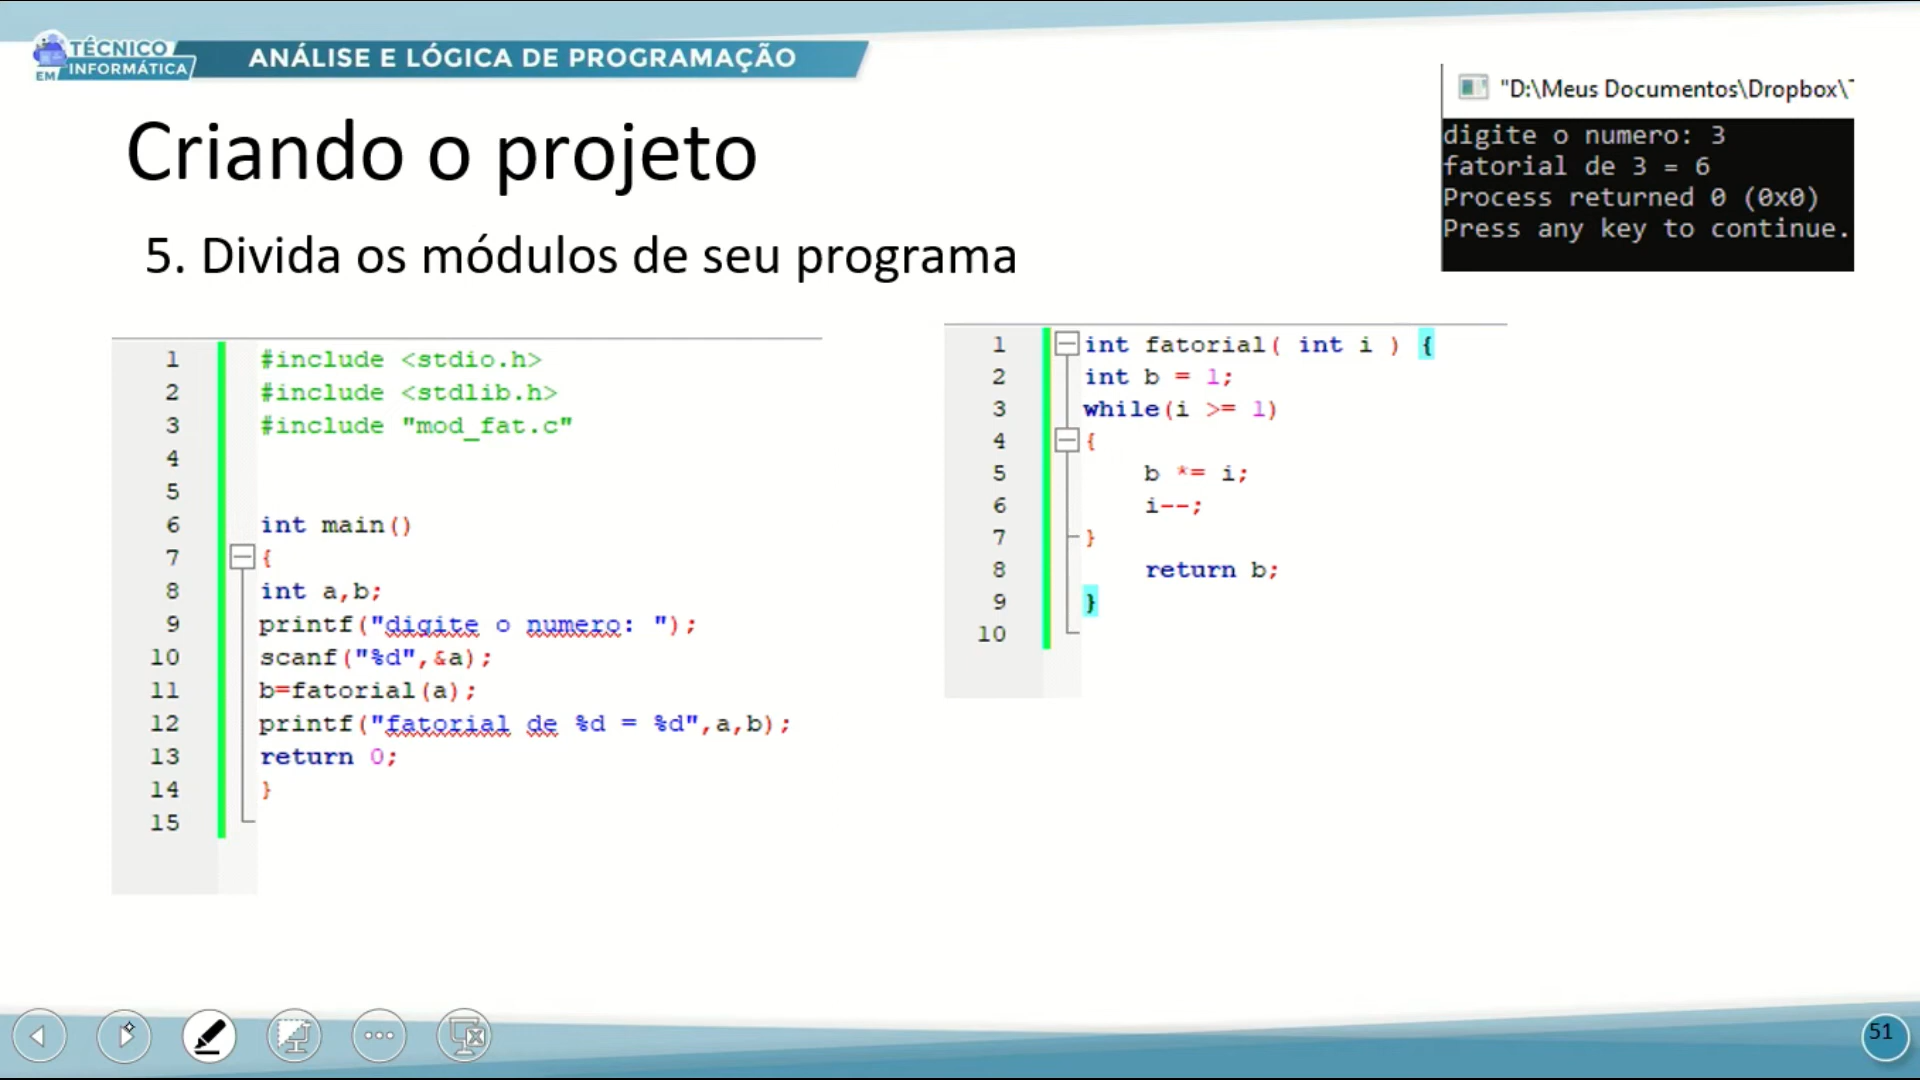 TÉCNICO
EM INFORMÁTICA
ANÁLISE E LÓGICA DE PROGRAMAÇÃO
Criando o projeto
5. Divida os módulos de seu programa
"D:\Meus Documentos\Dropbox\
digite o numero: 3
fatorial de 3 = 6
Process returned 0 (0x0)
Press any key to continue.
1 #include <stdio.h>
2 #include <stdlib.h>
3 #include "mod_fat.c"
4
5
6 int main()
7 {
8 int a,b;
9 printf("digite o numero: ");
10 scanf("%d",&a);
11 b=fatorial(a);
12 printf("fatorial de %d = %d",a,b);
13 return 0;
14 }
15
1 int fatorial( int i ) {
2 int b = 1;
3 while(i >= 1)
4 {
5 b *= i;
6 i--;
7 }
8 return b;
9 }
10
51